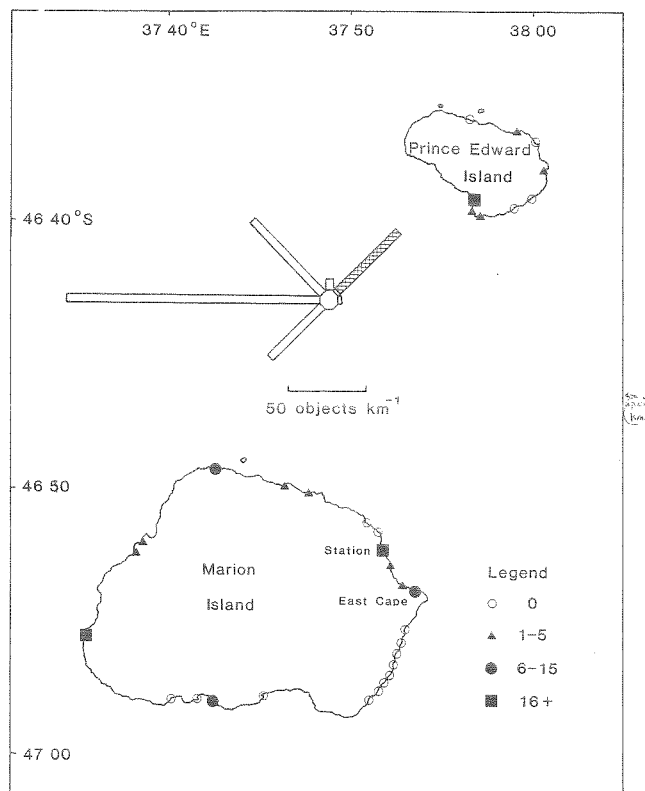 37 40°E 37 50 38 00
Prince Edward
Island
46 40°S
50 objects km⁻¹
46 50
Station
Marion
Island
East Cape
Legend
0
1-5
6-15
16+
47 00